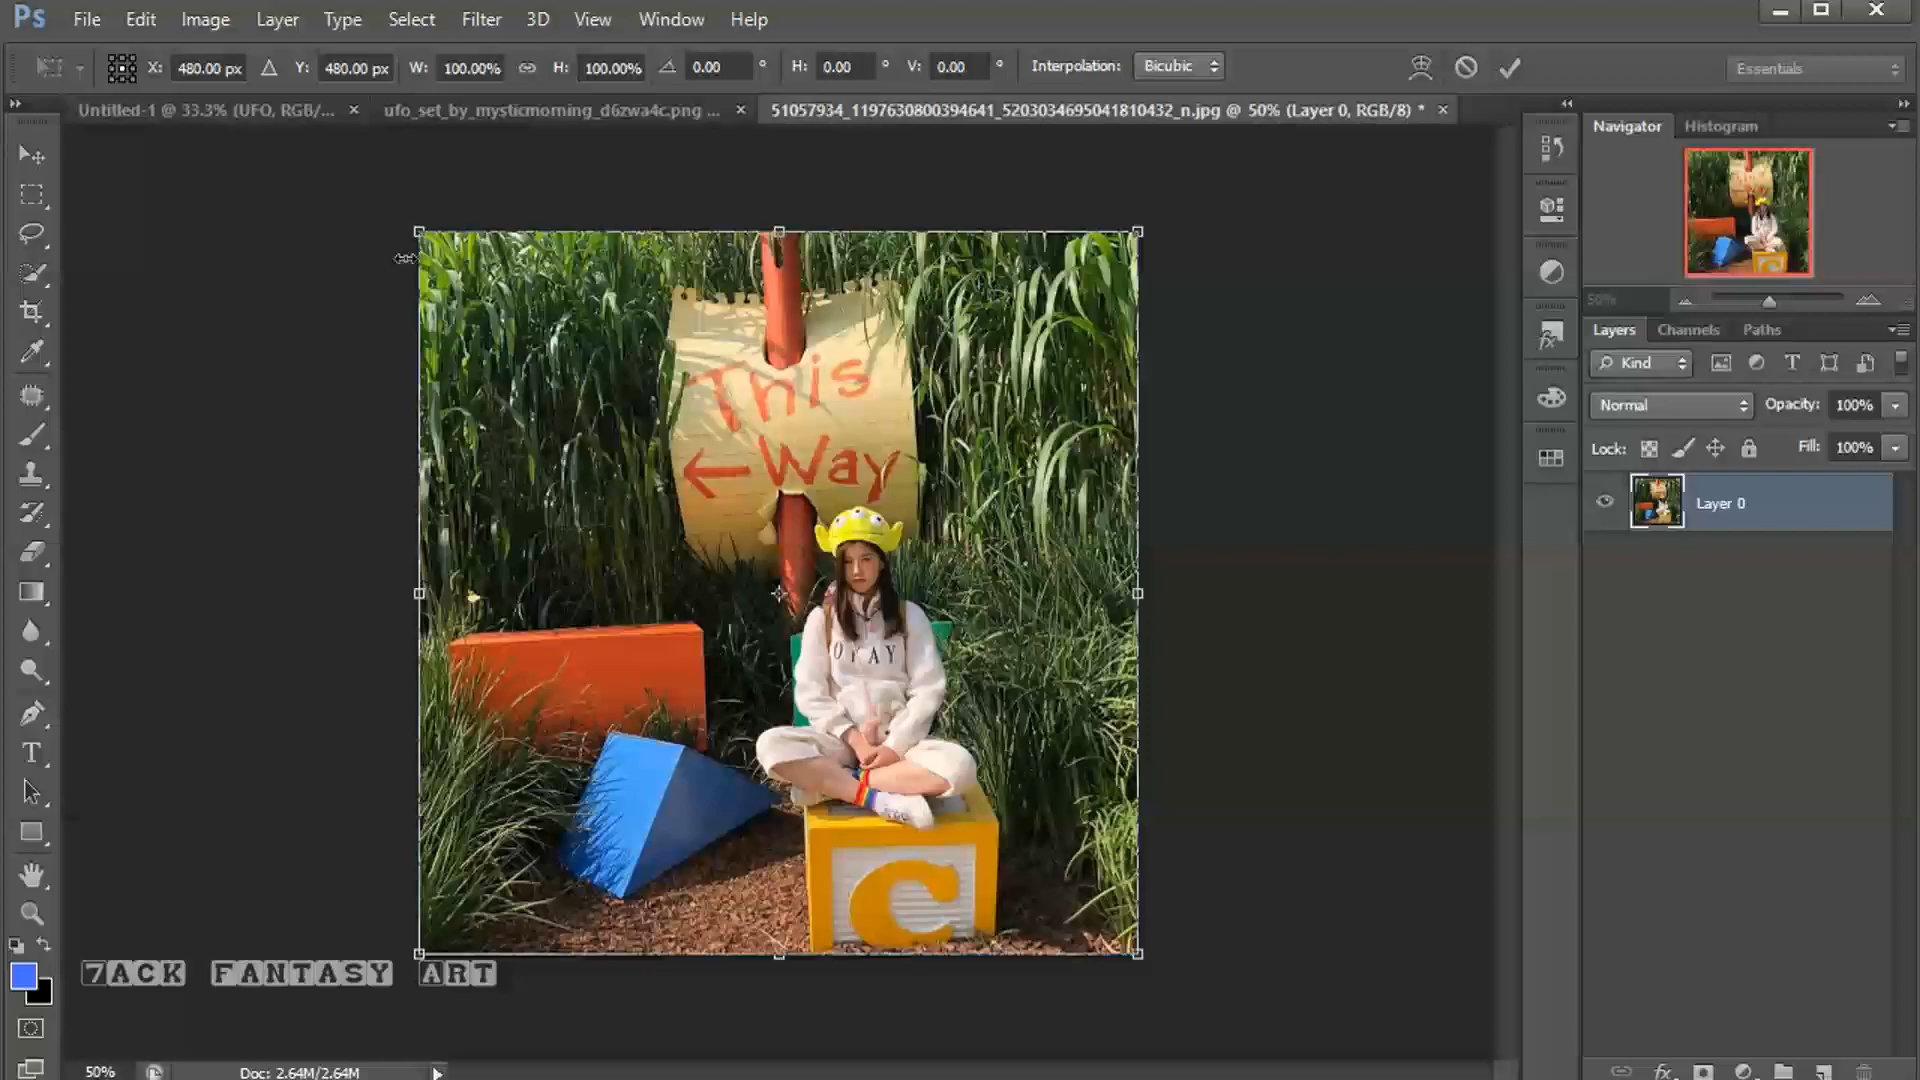 Ps File Edit Image Layer Type Select Filter 3D View Window Help
X: 480.00 px Y: 480.00 px W: 100.00% H: 100.00% 0.00 ° H: 0.00 ° V: 0.00 ° Interpolation: Bicubic Essentials
Untitled-1 @ 33.3% (UFO, RGB/... × ufo_set_by_mysticmorning_d6zwa4c.png ... × 51057934_1197630800394641_5203034695041810432_n.jpg @ 50% (Layer 0, RGB/8) * ×
Navigator Histogram
50%
Layers Channels Paths
Kind
Normal Opacity: 100%
Lock: Fill: 100%
Layer 0
This
←Way
OKAY
C
7ACK FANTASY ART
50% Doc: 2.64M/2.64M